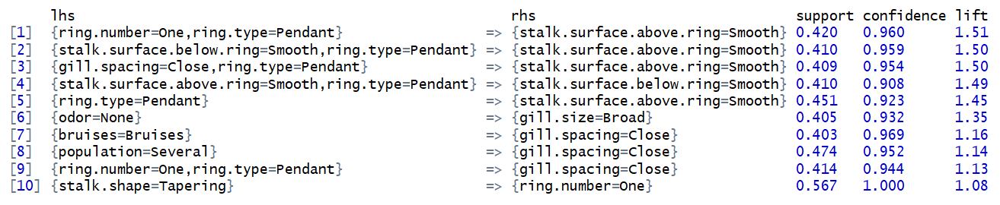 lhs rhs support confidence lift
[1] {ring.number=One,ring.type=Pendant} => {stalk.surface.above.ring=Smooth} 0.420 0.960 1.51
[2] {stalk.surface.below.ring=Smooth,ring.type=Pendant} => {stalk.surface.above.ring=Smooth} 0.410 0.959 1.50
[3] {gill.spacing=Close,ring.type=Pendant} => {stalk.surface.above.ring=Smooth} 0.409 0.954 1.50
[4] {stalk.surface.above.ring=Smooth,ring.type=Pendant} => {stalk.surface.below.ring=Smooth} 0.410 0.908 1.49
[5] {ring.type=Pendant} => {stalk.surface.above.ring=Smooth} 0.451 0.923 1.45
[6] {odor=None} => {gill.size=Broad} 0.405 0.932 1.35
[7] {bruises=Bruises} => {gill.spacing=Close} 0.403 0.969 1.16
[8] {population=Several} => {gill.spacing=Close} 0.474 0.952 1.14
[9] {ring.number=One,ring.type=Pendant} => {gill.spacing=Close} 0.414 0.944 1.13
[10] {stalk.shape=Tapering} => {ring.number=One} 0.567 1.000 1.08